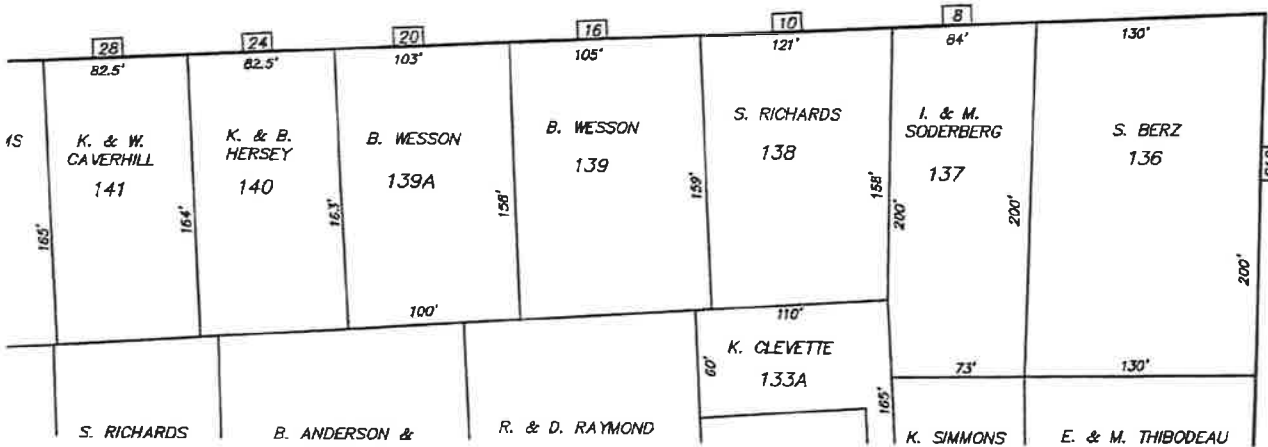 28
24
20
16
10
8
82.5'
82.5'
103'
105'
121'
84'
130'
K. & W.
CAVERHILL
141
K. & B.
HERSEY
140
B. WESSON
139A
B. WESSON
139
S. RICHARDS
138
I. & M.
SODERBERG
137
S. BERZ
136
165'
164'
163'
158'
159'
158'
200'
200'
200'
100'
110'
K. CLEVETTE
133A
60'
165'
73'
130'
S. RICHARDS
B. ANDERSON &
R. & D. RAYMOND
K. SIMMONS
E. & M. THIBODEAU